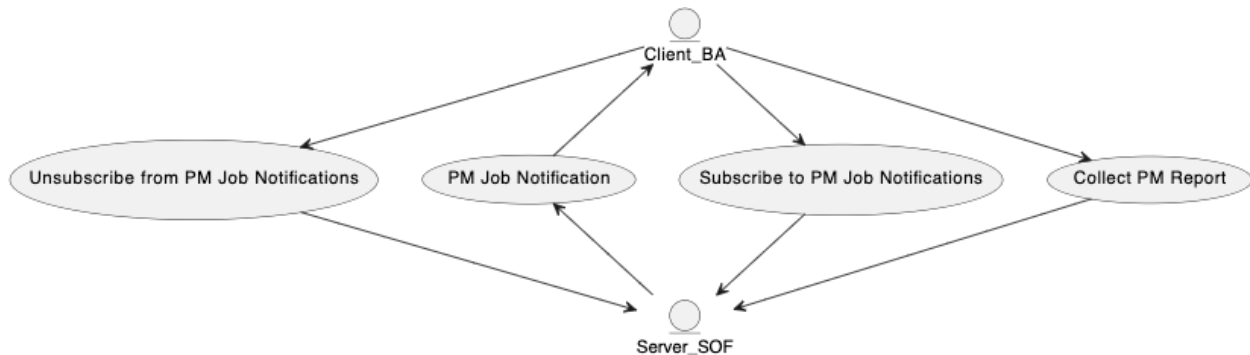 Client_BA
Unsubscribe from PM Job Notifications
PM Job Notification
Subscribe to PM Job Notifications
Collect PM Report
Server_SOF